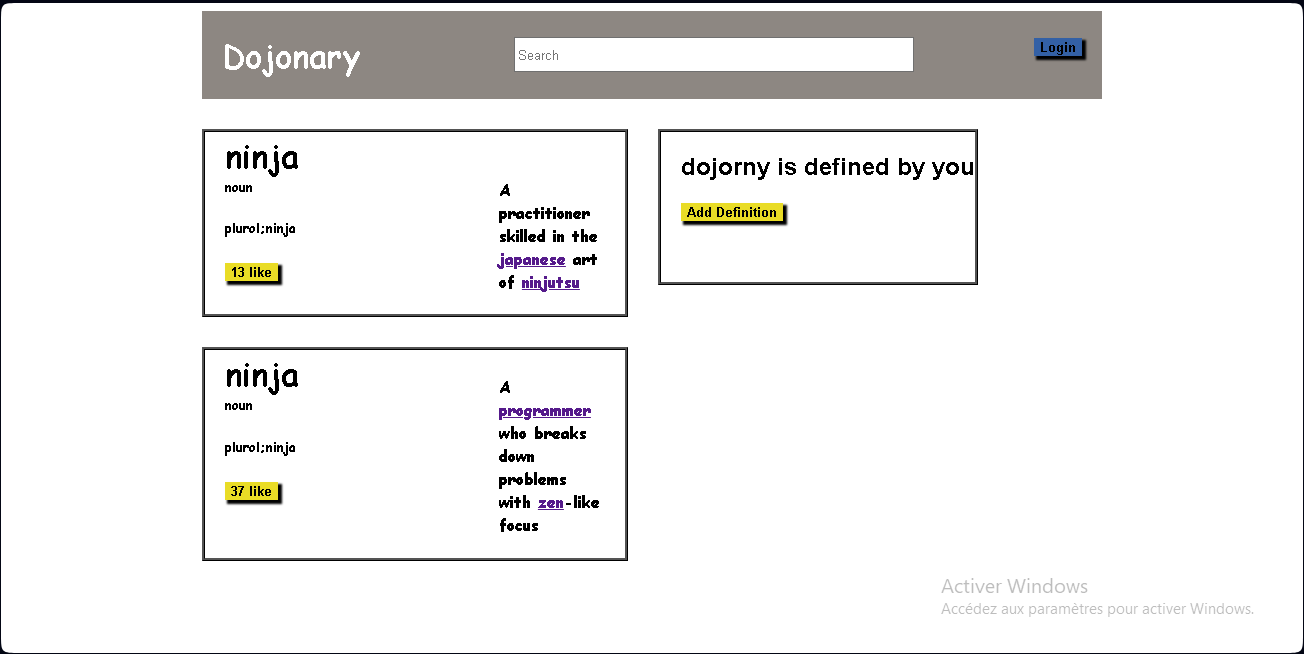 Dojonary
Search
Login
ninja
noun
plurol;ninja
13 like
A
practitioner
skilled in the
japanese art
of ninjutsu
dojorny is defined by you
Add Definition
ninja
noun
plurol;ninja
37 like
A
programmer
who breaks
down
problems
with zen-like
focus
Activer Windows
Accédez aux paramètres pour activer Windows.